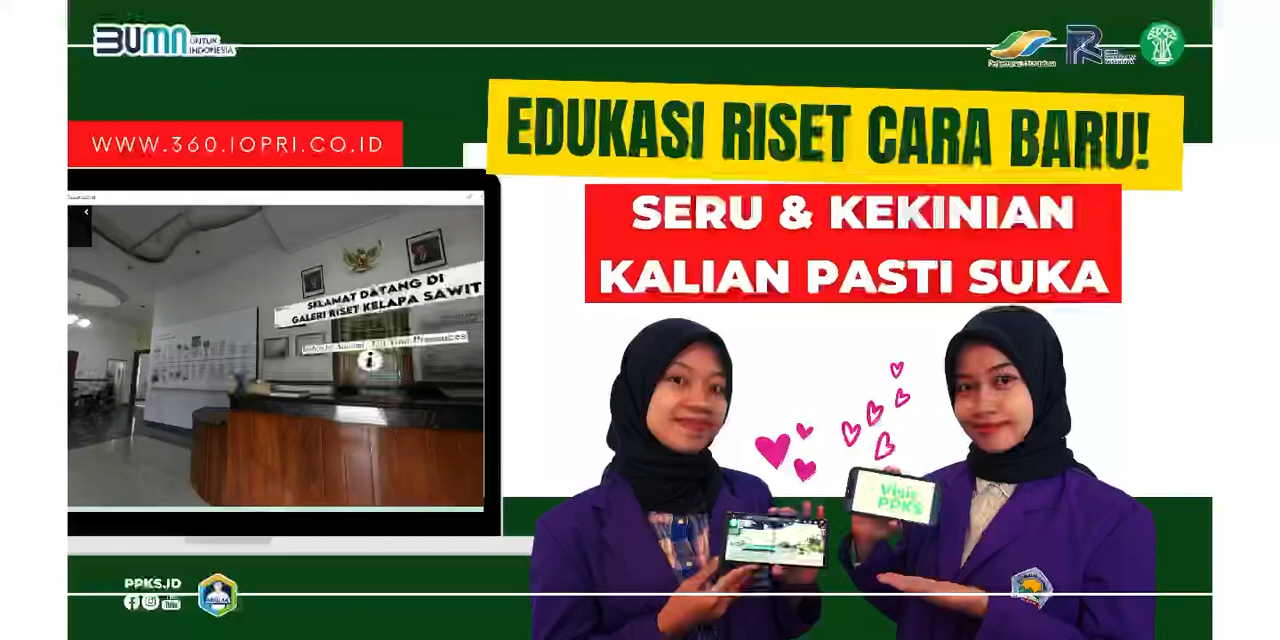 BUMN
UNTUK
INDONESIA
EDUKASI RISET CARA BARU!
WWW.360.IOPRI.CO.ID
SERU & KEKINIAN
KALIAN PASTI SUKA
SELAMAT DATANG DI
GALERI RISET KELAPA SAWIT
i
Visit
PPKS
PPKS.ID